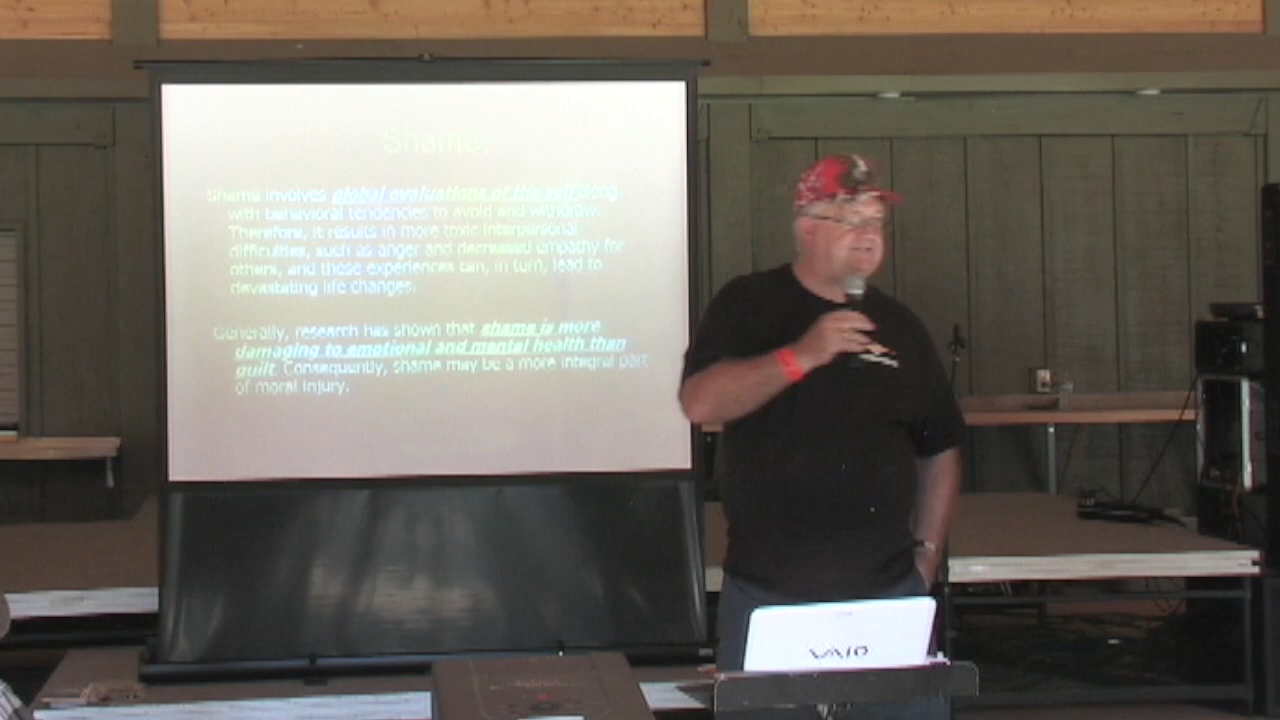 Shame
Shame involves global evaluations of the self along
with behavioral tendencies to avoid and withdraw.
Therefore, it results in more toxic interpersonal
difficulties, such as anger and decreased empathy for
others, and these experiences can, in turn, lead to
devastating life changes.
Generally, research has shown that shame is more
damaging to emotional and mental health than
guilt. Consequently, shame may be a more integral part
of moral injury.
VAIO